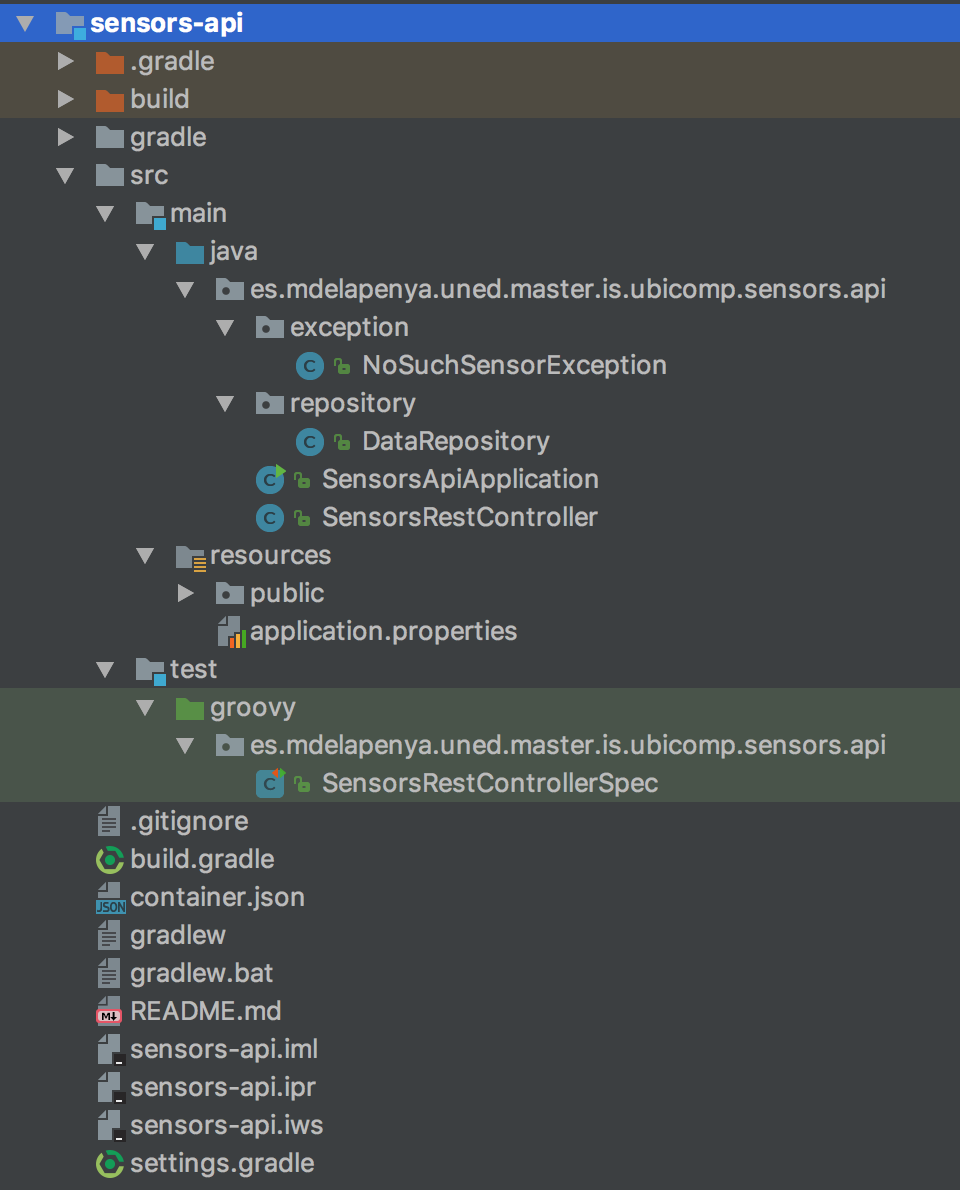 sensors-api
.gradle
build
gradle
src
main
java
es.mdelapenya.uned.master.is.ubicomp.sensors.api
exception
C NoSuchSensorException
repository
C DataRepository
C SensorsApiApplication
C SensorsRestController
resources
public
application.properties
test
groovy
es.mdelapenya.uned.master.is.ubicomp.sensors.api
C SensorsRestControllerSpec
.gitignore
build.gradle
JSON container.json
gradlew
gradlew.bat
M↓ README.md
sensors-api.iml
sensors-api.ipr
sensors-api.iws
settings.gradle